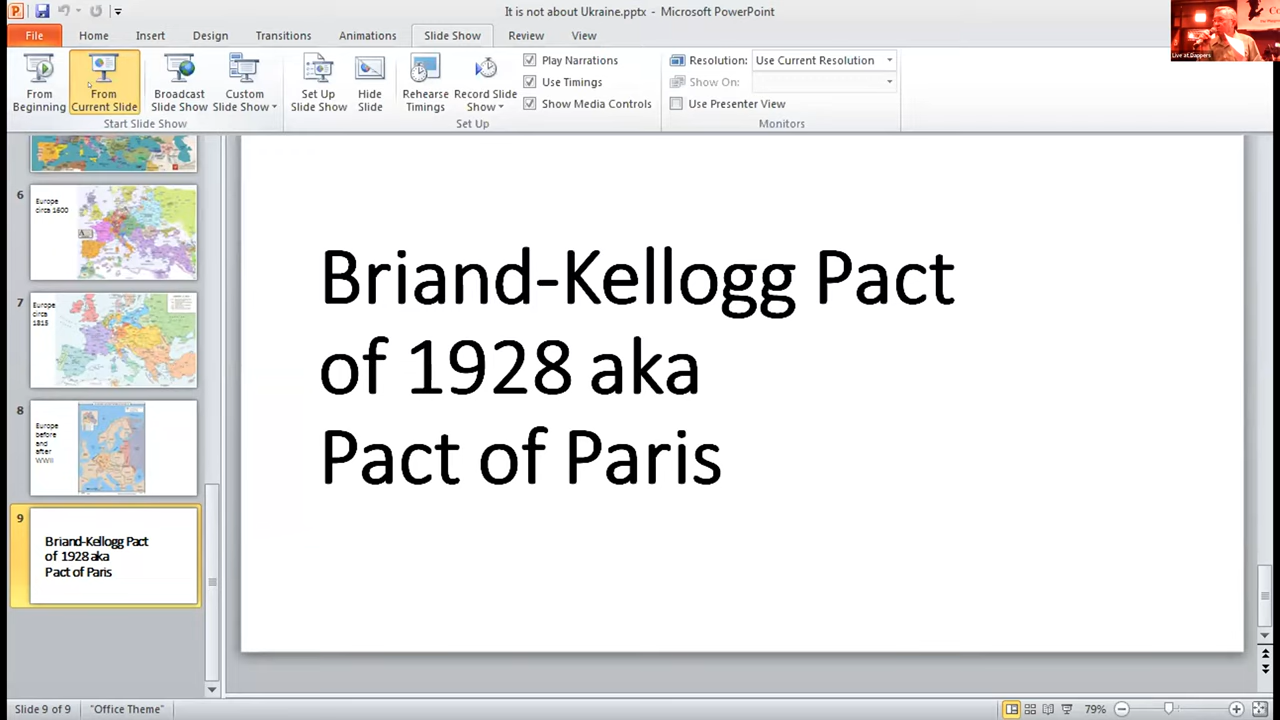 It is not about Ukraine.pptx - Microsoft PowerPoint
File Home Insert Design Transitions Animations Slide Show Review View
From Beginning
From Current Slide
Broadcast Slide Show
Custom Slide Show
Start Slide Show
Set Up Slide Show
Hide Slide
Rehearse Timings
Record Slide Show
Play Narrations
Use Timings
Show Media Controls
Set Up
Resolution: Use Current Resolution
Show On:
Use Presenter View
Monitors
Live at Dappers
6
Europe
circa 1600
7
Europe
circa
1815
8
Europe
before
and
after
WWII
9
Briand-Kellogg Pact
of 1928 aka
Pact of Paris
Briand-Kellogg Pact
of 1928 aka
Pact of Paris
Slide 9 of 9 "Office Theme" 79%